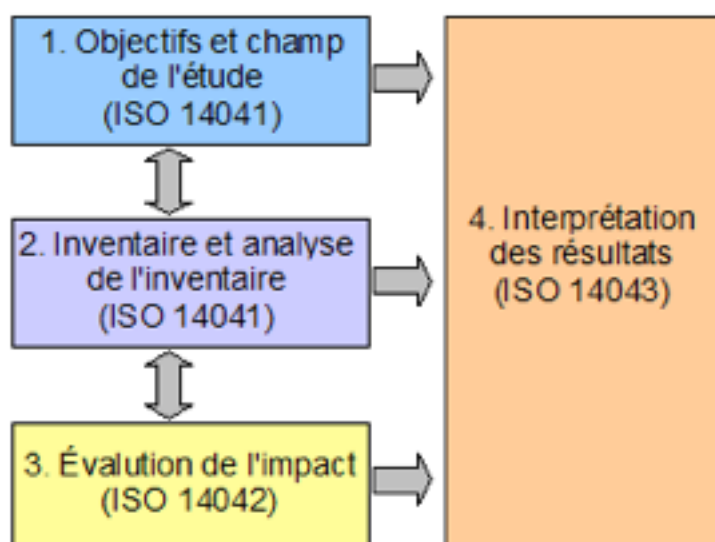 1. Objectifs et champ
de l'étude
(ISO 14041)
2. Inventaire et analyse
de l'inventaire
(ISO 14041)
3. Évalution de l'impact
(ISO 14042)
4. Interprétation
des résultats
(ISO 14043)